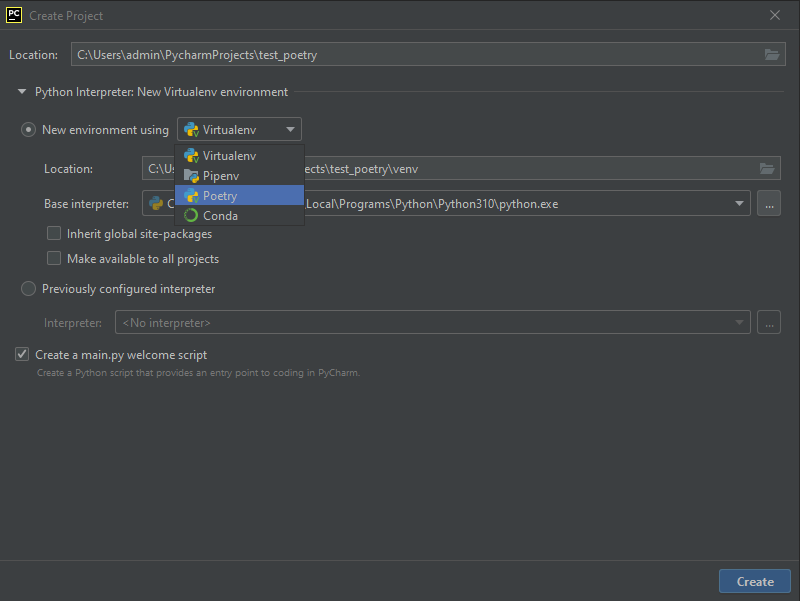 PC Create Project
Location: C:\Users\admin\PycharmProjects\test_poetry
Python Interpreter: New Virtualenv environment
New environment using Virtualenv
Virtualenv
Location: ects\test_poetry\venv
Pipenv
Poetry
Base interpreter: Local\Programs\Python\Python310\python.exe ...
Conda
Inherit global site-packages
Make available to all projects
Previously configured interpreter
Interpreter: <No interpreter> ...
Create a main.py welcome script
Create a Python script that provides an entry point to coding in PyCharm.
Create